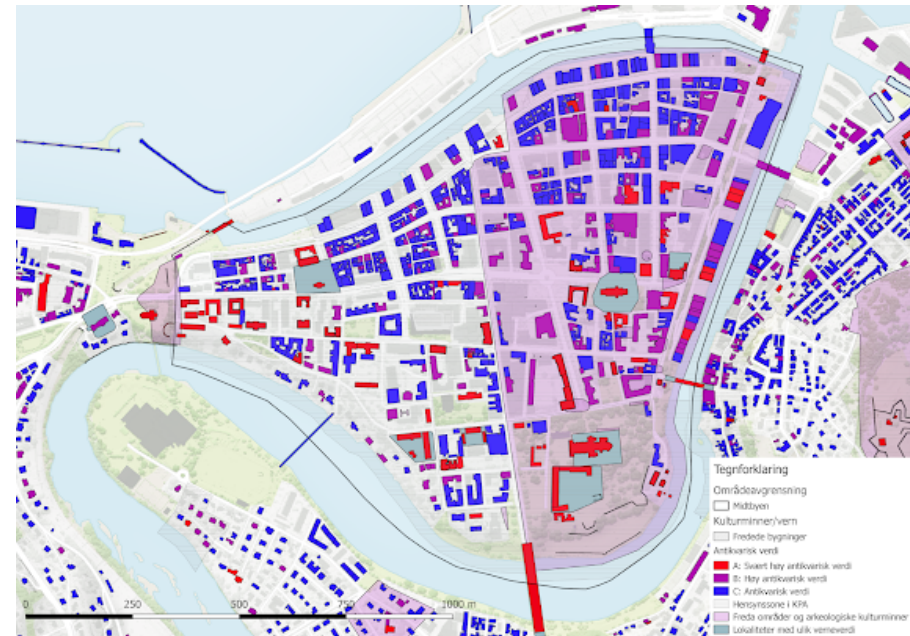 Tegnforklaring
Områdeavgrensning
Midtbyen
Kulturminner/vern
Fredede bygninger
Antikvarisk verdi
A: Svært høy antikvarisk verdi
B: Høy antikvarisk verdi
C: Antikvarisk verdi
Hensynssone i KPA
Freda områder og arkeologiske kulturminner
Lokaliteter med ulik verneverdi
0 250 500 750 1000 m